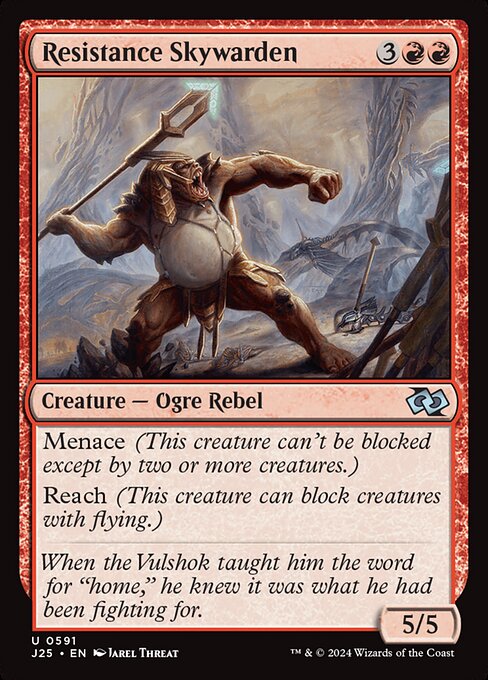 Resistance Skywarden 3
Creature — Ogre Rebel
Menace (This creature can't be blocked
except by two or more creatures.)
Reach (This creature can block creatures
with flying.)
When the Vulshok taught him the word
for “home,” he knew it was what he had
been fighting for.
5/5
U 0591
J25 • EN Jarel Threat
™ & © 2024 Wizards of the Coast